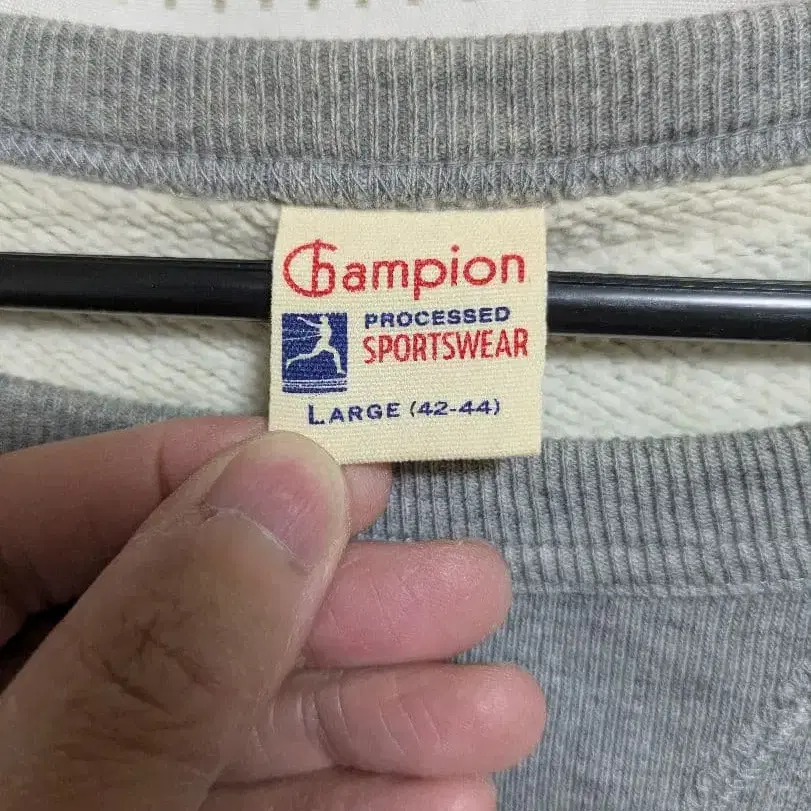 Champion
PROCESSED
SPORTSWEAR
LARGE (42-44)